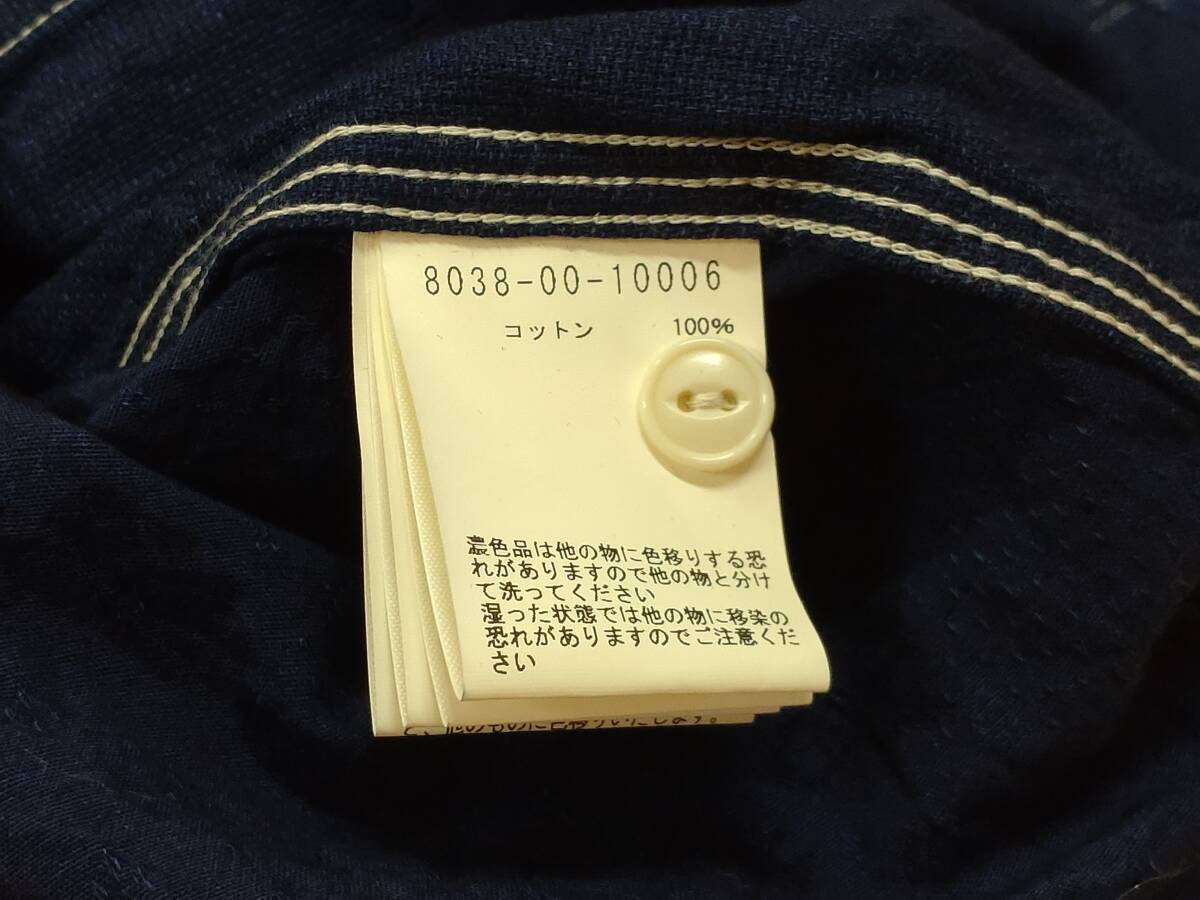 8038-00-10006
コットン 100%
濃色品は他の物に色移りする恐
れがありますので他の物と分け
て洗ってください
湿った状態では他の物に移染の
恐れがありますのでご注意くだ
さい